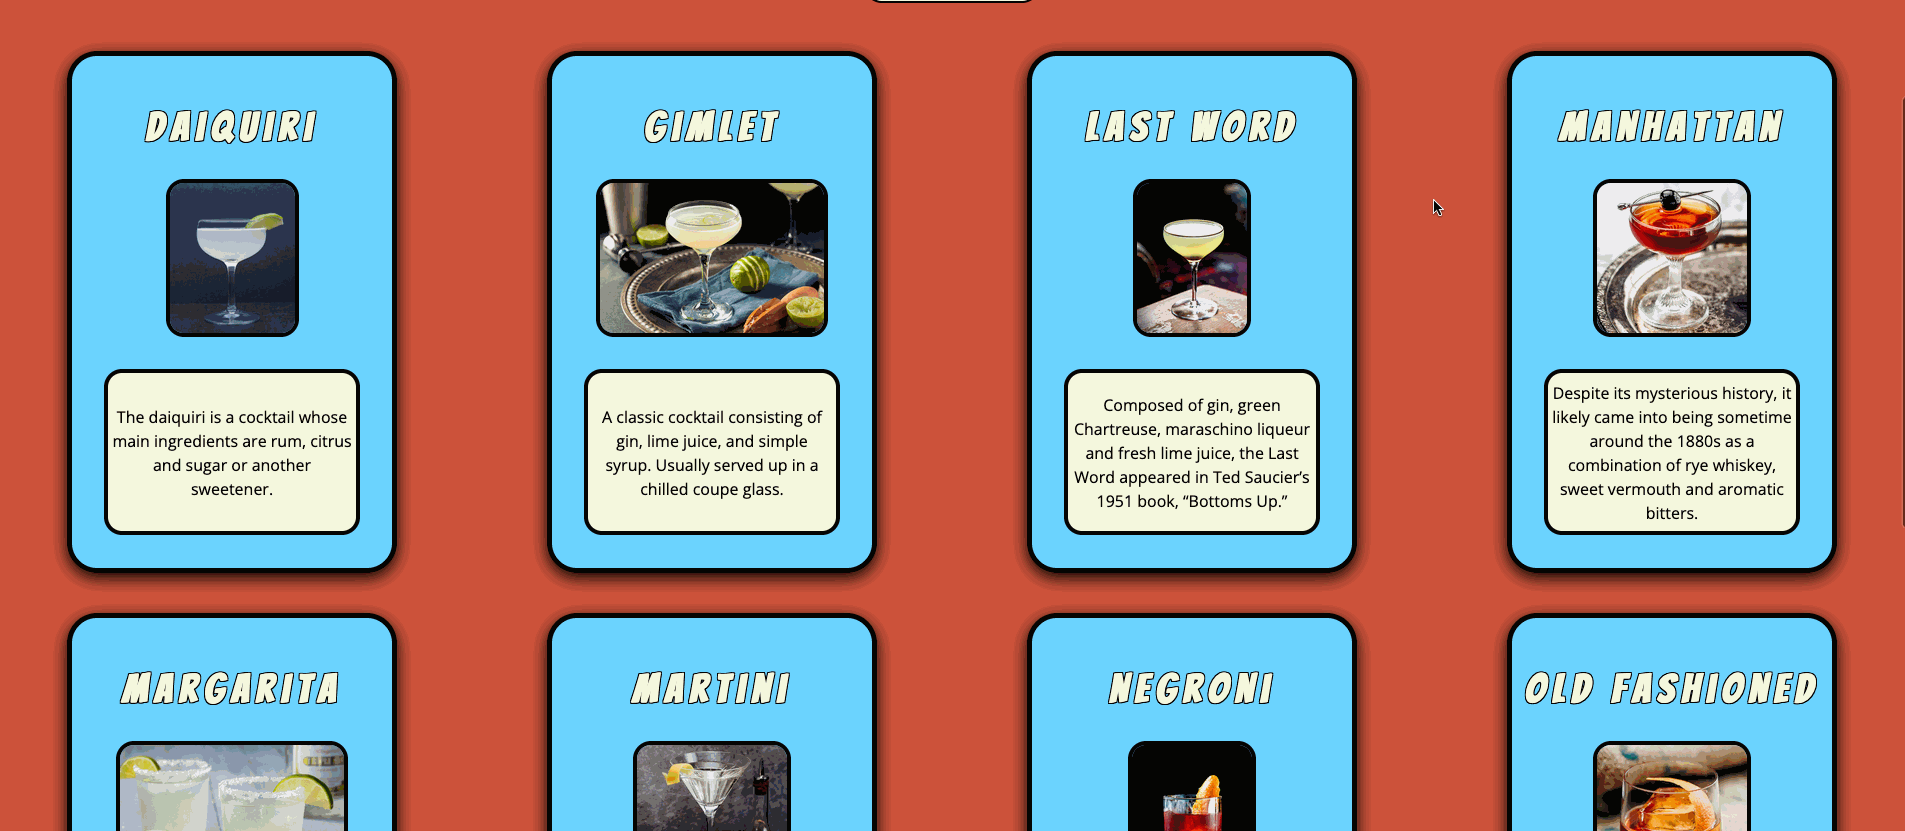 DAIQUIRI
The daiquiri is a cocktail whose
main ingredients are rum, citrus
and sugar or another
sweetener.
GIMLET
A classic cocktail consisting of
gin, lime juice, and simple
syrup. Usually served up in a
chilled coupe glass.
LAST WORD
Composed of gin, green
Chartreuse, maraschino liqueur
and fresh lime juice, the Last
Word appeared in Ted Saucier’s
1951 book, “Bottoms Up.”
MANHATTAN
Despite its mysterious history, it
likely came into being sometime
around the 1880s as a
combination of rye whiskey,
sweet vermouth and aromatic
bitters.
MARGARITA
MARTINI
NEGRONI
OLD FASHIONED